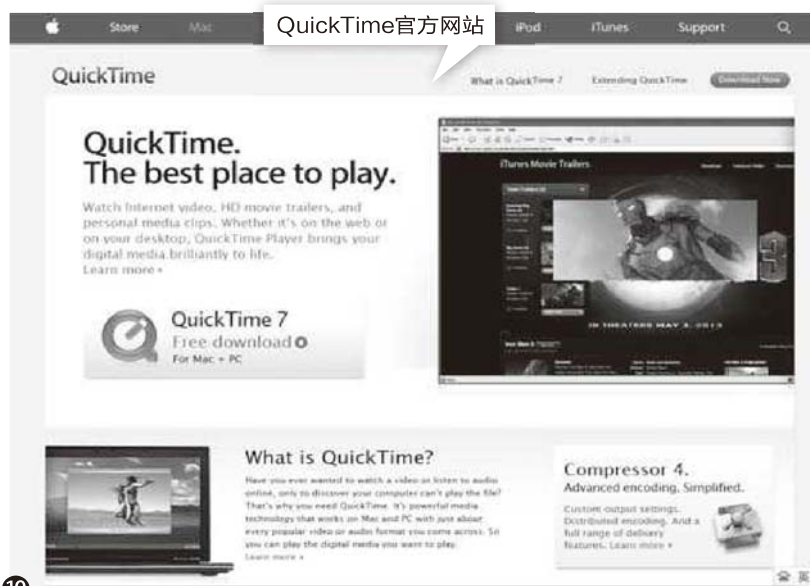 QuickTime官方网站
Store Mac iPod iTunes Support
QuickTime
What is QuickTime 7 Extending QuickTime Download Now
QuickTime.
The best place to play.
Watch Internet video, HD movie trailers, and
personal media clips. Whether it's on the web or
on your desktop, QuickTime Player brings your
digital media brilliantly to life.
Learn more
QuickTime 7
Free download
For Mac + PC
iTunes Movie Trailers
3
IN THEATERS MAY 3, 2013
Iron Man 3
What is QuickTime?
Have you ever wanted to watch a video or listen to audio
online, only to discover your computer can't play the file?
That's why you need QuickTime. It's powerful media
technology that works on Mac and PC with just about
every popular video or audio format you come across. So
you can play the digital media you want to play.
Learn more
Compressor 4.
Advanced encoding. Simplified.
Custom output settings.
Distributed encoding. And a
full range of delivery
features. Learn more